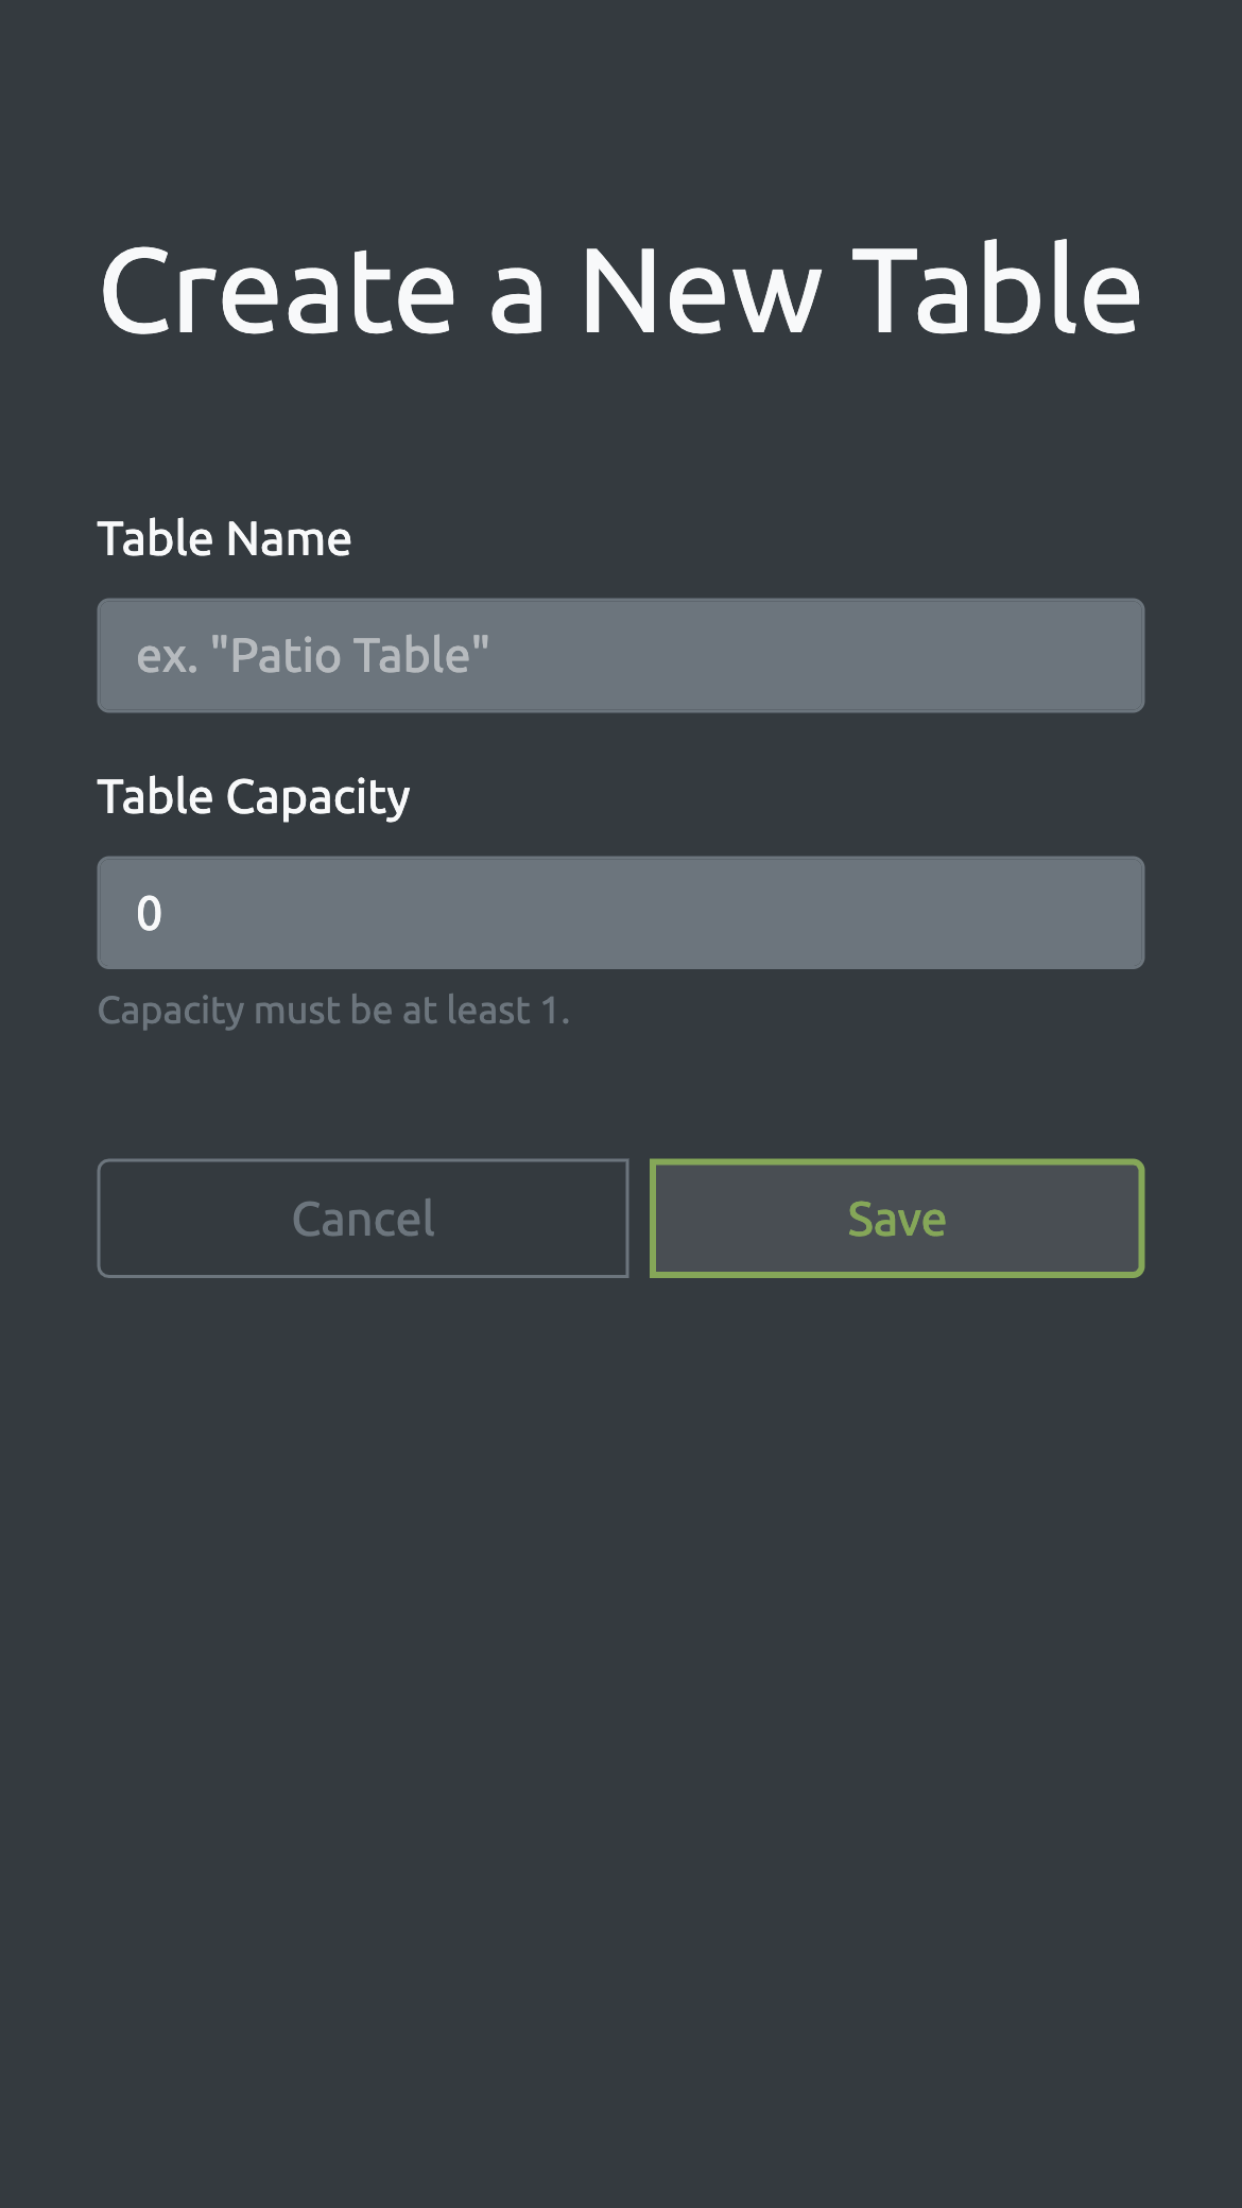 Create a New Table
Table Name
ex. "Patio Table"
Table Capacity
0
Capacity must be at least 1.
Cancel
Save